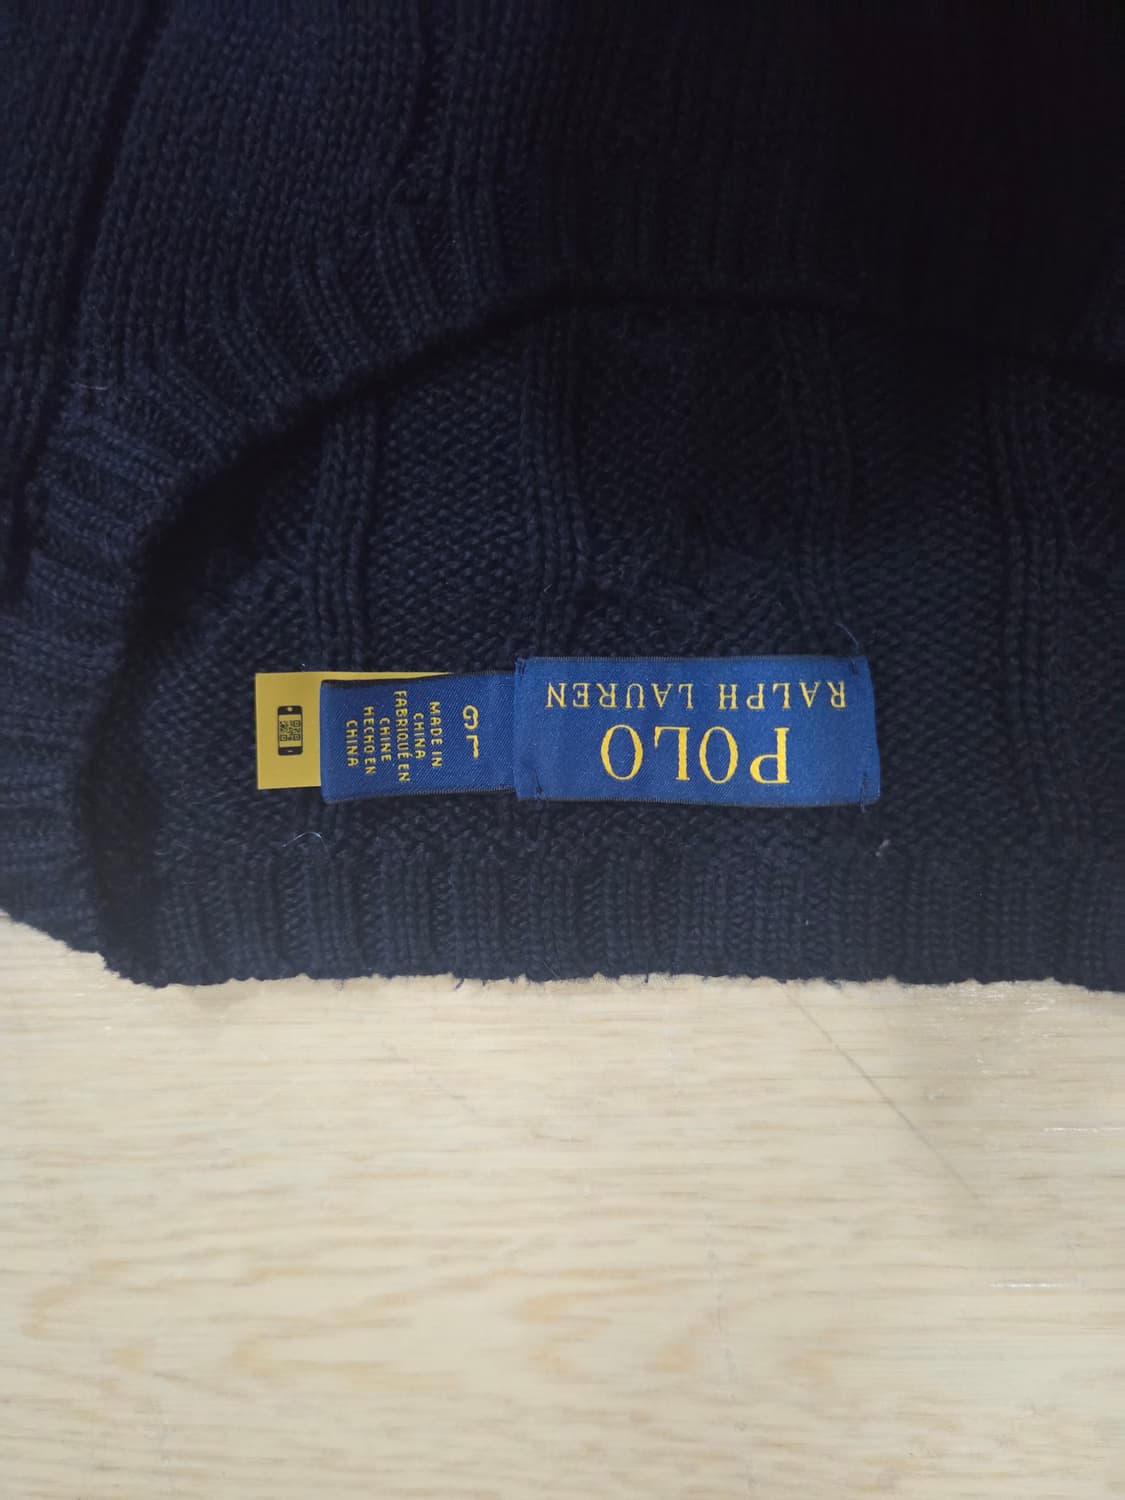 POLO
RALPH LAUREN
G L
MADE IN
CHINA
FABRIQUÉ EN
CHINE
HECHO EN
CHINA